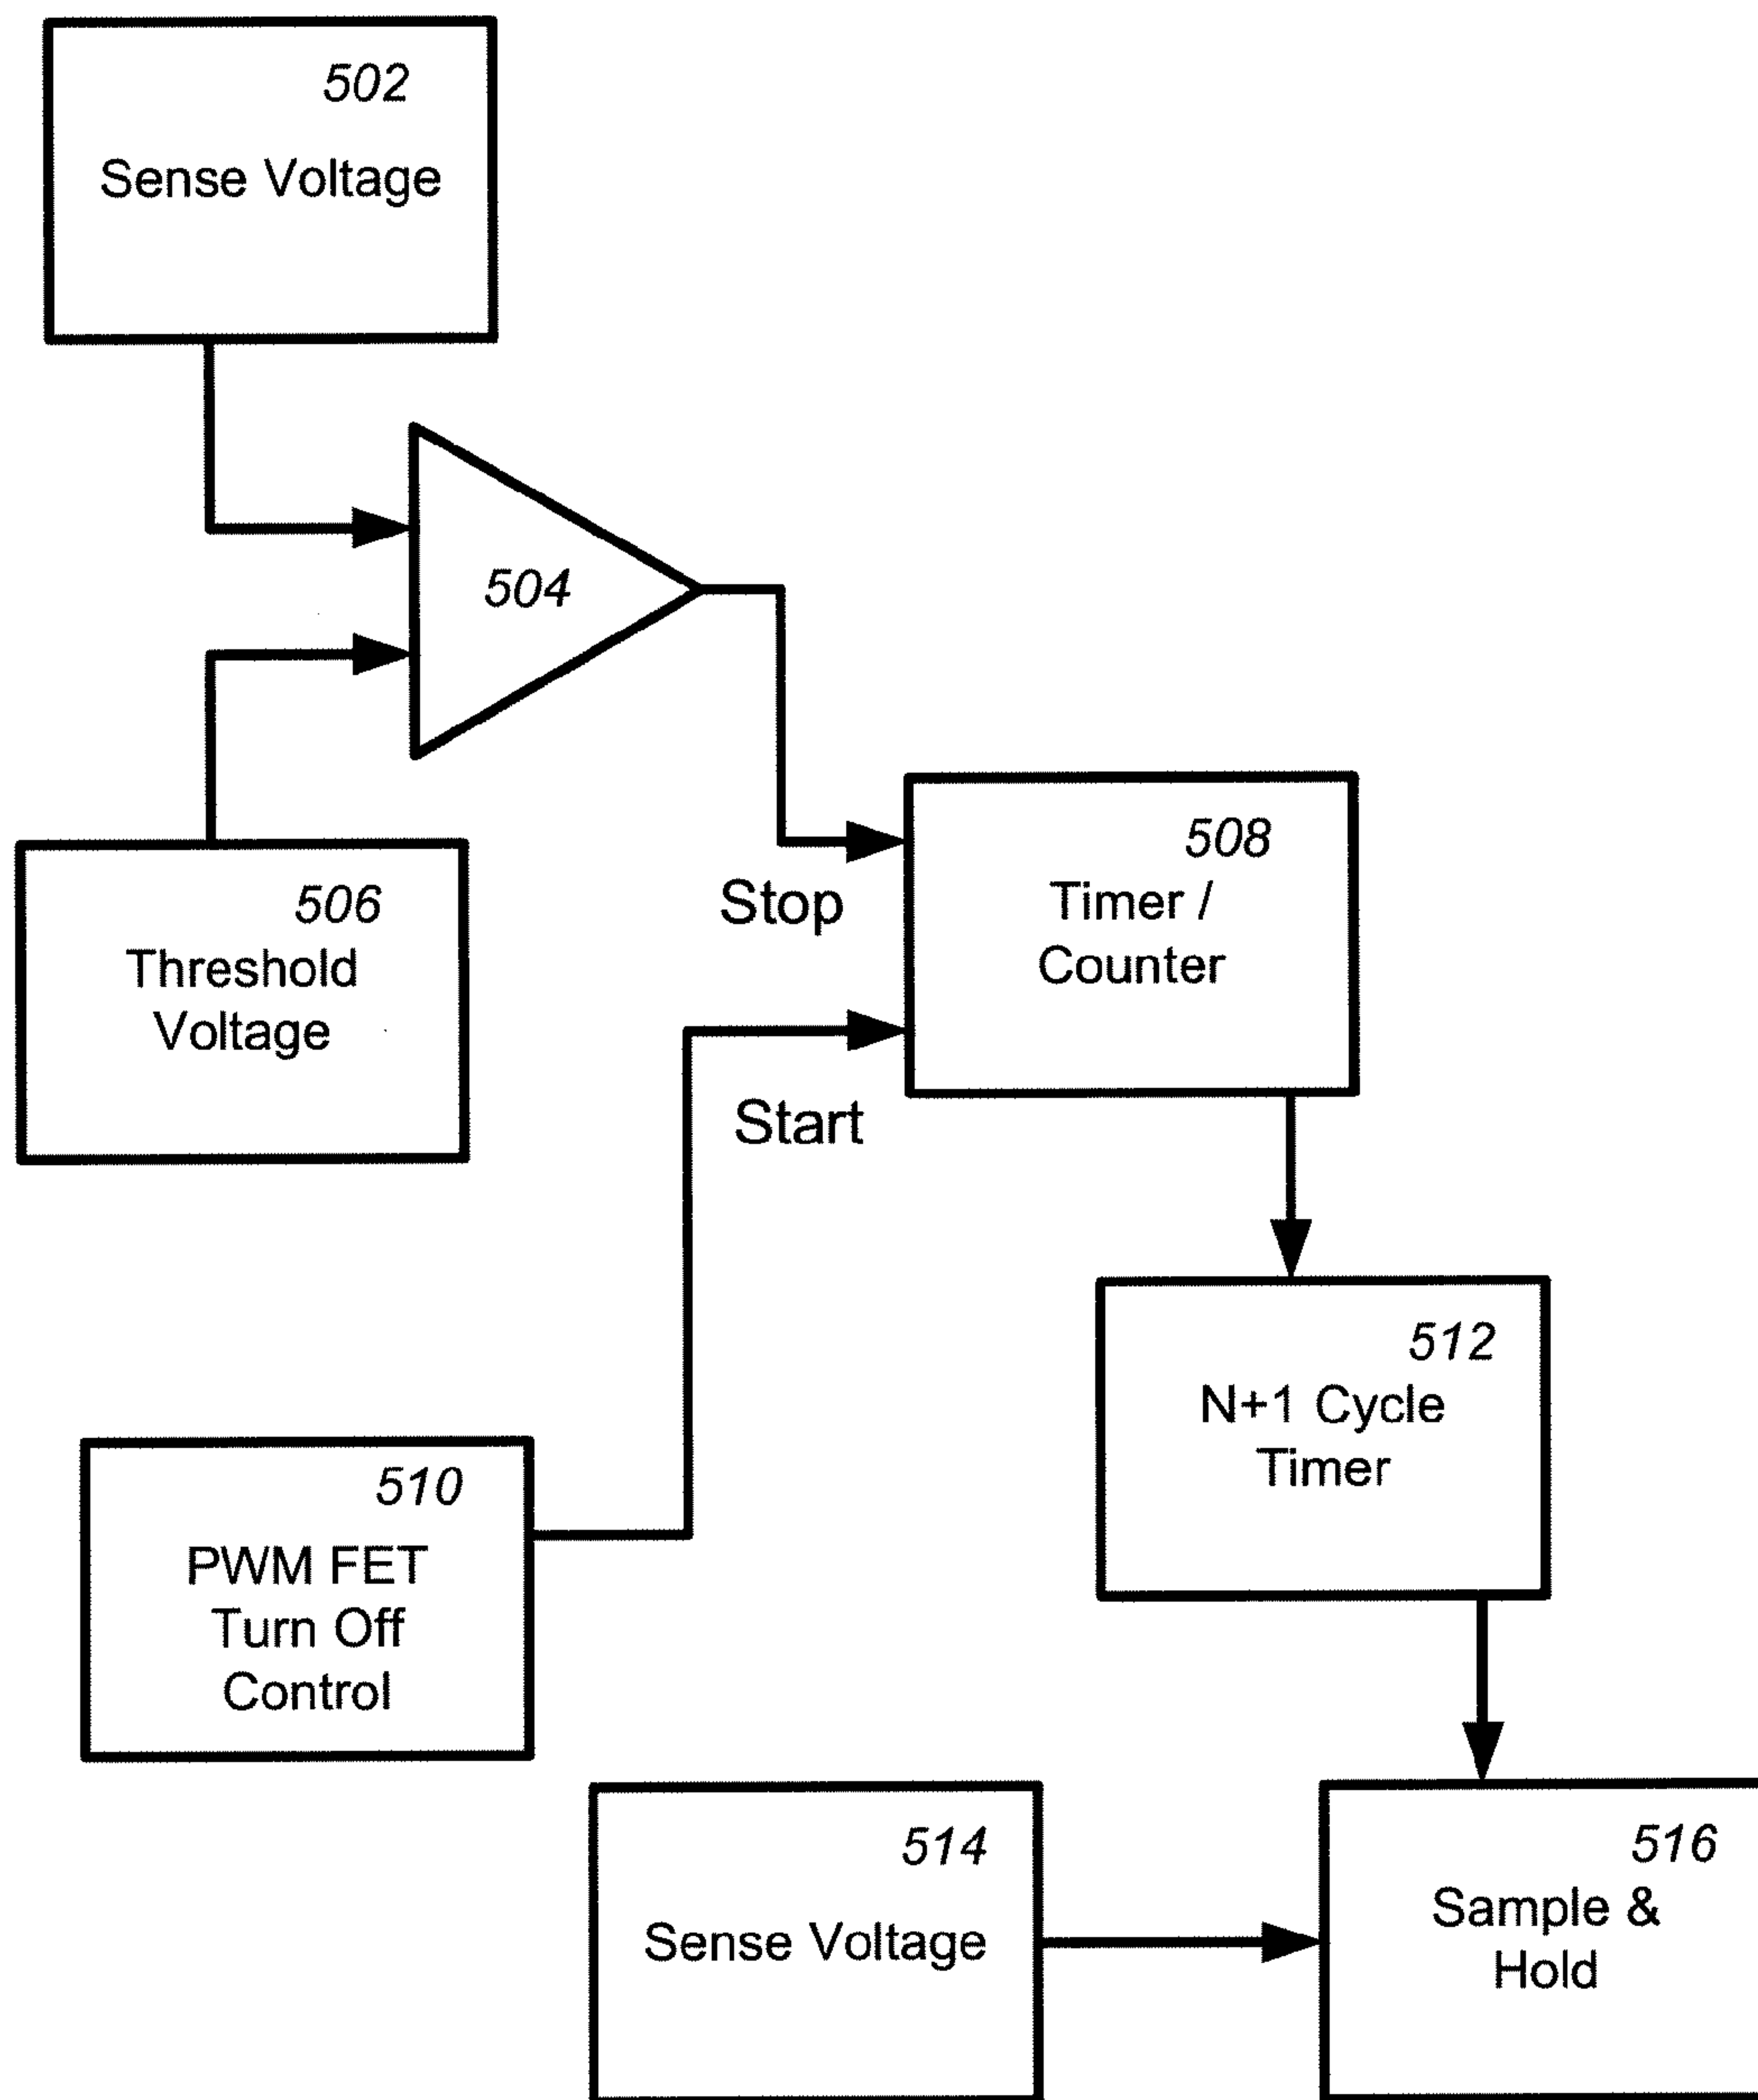 502
Sense Voltage
504
506
Threshold
Voltage
Stop
508
Timer /
Counter
Start
512
N+1 Cycle
Timer
510
PWM FET
Turn Off
Control
514
Sense Voltage
516
Sample &
Hold